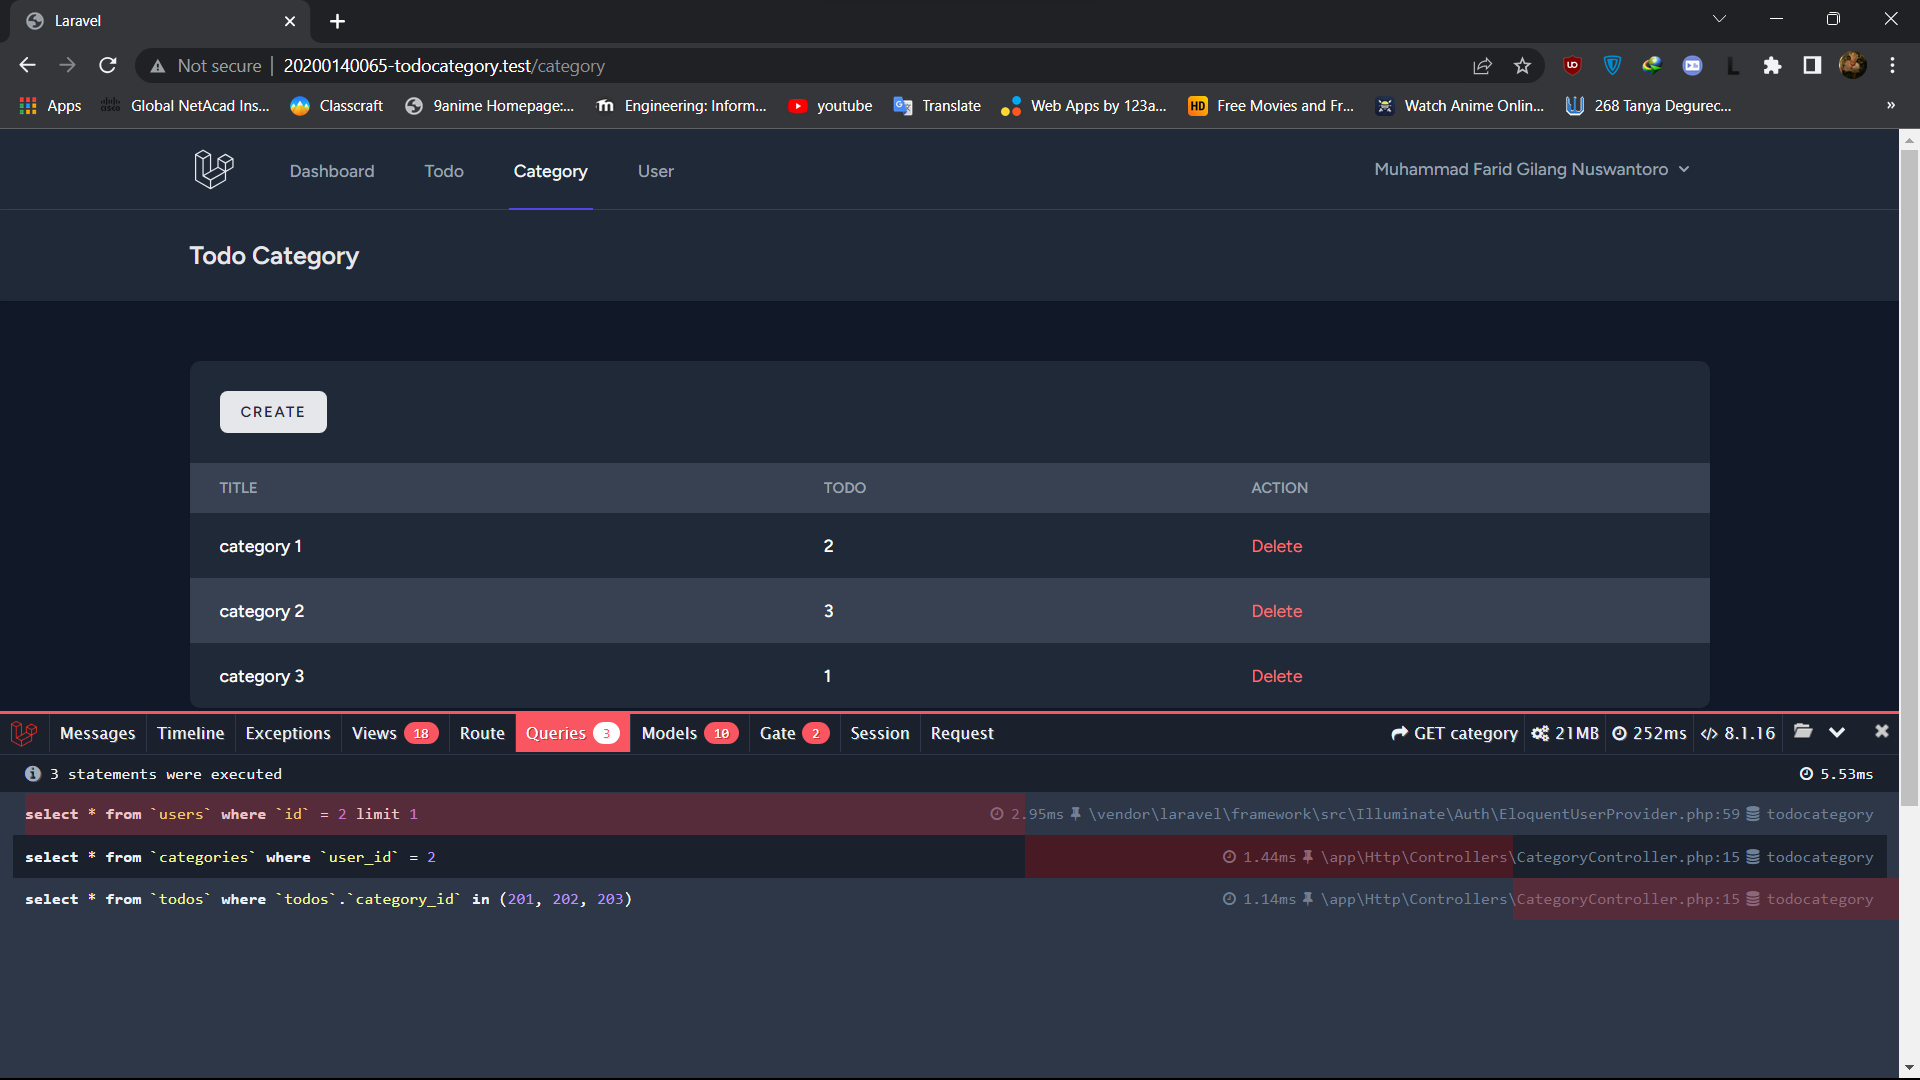 Laravel
Not secure | 20200140065-todocategory.test/category
Apps Global NetAcad Ins... Classcraft 9anime Homepage:... Engineering: Inform... youtube Translate Web Apps by 123a... Free Movies and Fr... Watch Anime Onlin... 268 Tanya Degurec... »
Dashboard Todo Category User Muhammad Farid Gilang Nuswantoro
Todo Category
CREATE
TITLE TODO ACTION
category 1 2 Delete
category 2 3 Delete
category 3 1 Delete
Messages Timeline Exceptions Views 18 Route Queries 3 Models 10 Gate 2 Session Request GET category 21MB 252ms </> 8.1.16
3 statements were executed 5.53ms
select * from `users` where `id` = 2 limit 1 2.95ms \vendor\laravel\framework\src\Illuminate\Auth\EloquentUserProvider.php:59 todocategory
select * from `categories` where `user_id` = 2 1.44ms \app\Http\Controllers\CategoryController.php:15 todocategory
select * from `todos` where `todos`.`category_id` in (201, 202, 203) 1.14ms \app\Http\Controllers\CategoryController.php:15 todocategory